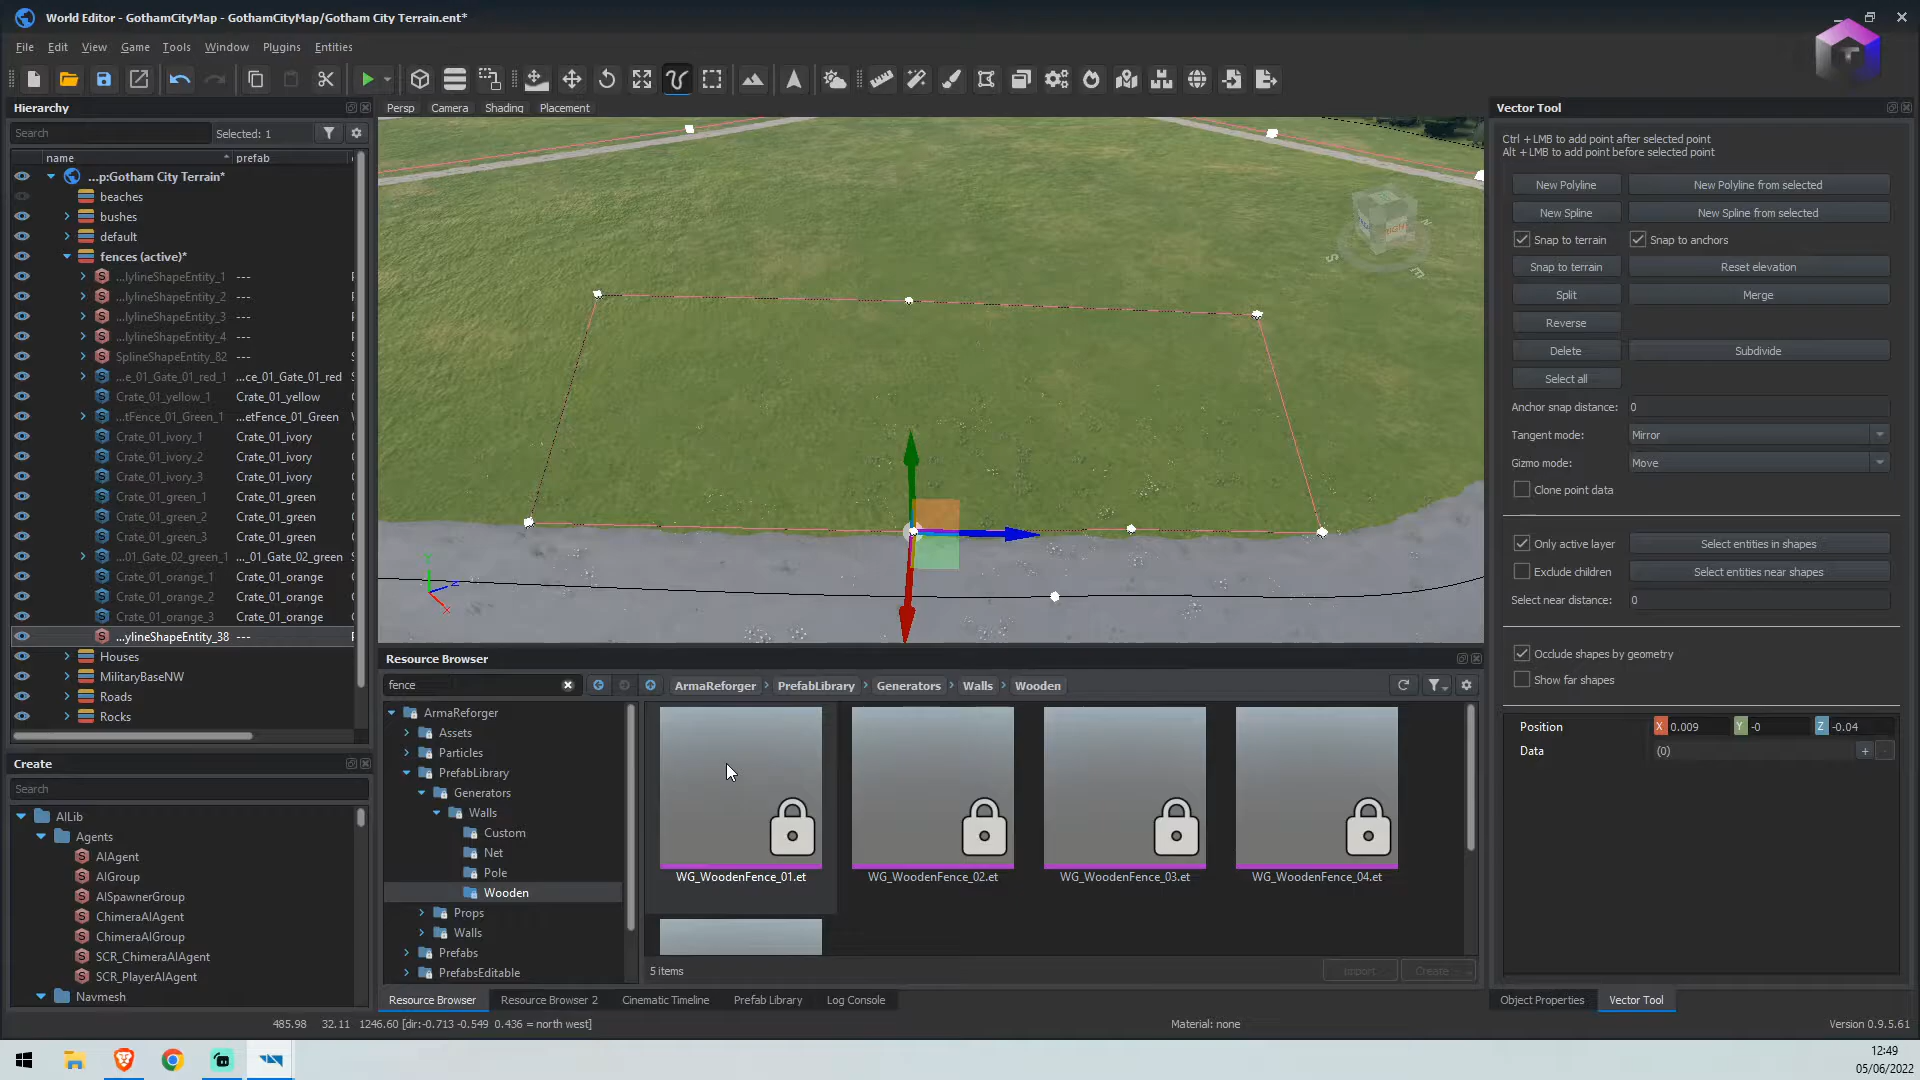 World Editor - GothamCityMap - GothamCityMap/Gotham City Terrain.ent*
File Edit View Game Tools Window Plugins Entities
Hierarchy
Search
Selected: 1
name prefab
...p:Gotham City Terrain*
beaches
bushes
default
fences (active)*
...lylineShapeEntity_1 ---
...lylineShapeEntity_2 ---
...lylineShapeEntity_3 ---
...lylineShapeEntity_4 ---
SplineShapeEntity_82 ---
...e_01_Gate_01_red_1 ...ce_01_Gate_01_red
Crate_01_yellow_1 Crate_01_yellow
...tFence_01_Green_1 ...etFence_01_Green
Crate_01_ivory_1 Crate_01_ivory
Crate_01_ivory_2 Crate_01_ivory
Crate_01_ivory_3 Crate_01_ivory
Crate_01_green_1 Crate_01_green
Crate_01_green_2 Crate_01_green
Crate_01_green_3 Crate_01_green
...01_Gate_02_green_1 ..._01_Gate_02_green
Crate_01_orange_1 Crate_01_orange
Crate_01_orange_2 Crate_01_orange
Crate_01_orange_3 Crate_01_orange
...ylineShapeEntity_38 ---
Houses
MilitaryBaseNW
Roads
Rocks
Create
Search
AILib
Agents
AIAgent
AIGroup
AISpawnerGroup
ChimeraAIAgent
ChimeraAIGroup
SCR_ChimeraAIAgent
SCR_PlayerAIAgent
Navmesh
Persp Camera Shading Placement
RIGHT
S
E
N
Y
Z
X
Resource Browser
fence
ArmaReforger › PrefabLibrary › Generators › Walls › Wooden
ArmaReforger
Assets
Particles
PrefabLibrary
Generators
Walls
Custom
Net
Pole
Wooden
Props
Walls
Prefabs
PrefabsEditable
WG_WoodenFence_01.et
WG_WoodenFence_02.et
WG_WoodenFence_03.et
WG_WoodenFence_04.et
5 items
Import
Create
Resource Browser Resource Browser 2 Cinematic Timeline Prefab Library Log Console
Vector Tool
Ctrl +LMB to add point after selected point
Alt +LMB to add point before selected point
New Polyline New Polyline from selected
New Spline New Spline from selected
Snap to terrain Snap to anchors
Snap to terrain Reset elevation
Split Merge
Reverse
Delete Subdivide
Select all
Anchor snap distance: 0
Tangent mode: Mirror
Gizmo mode: Move
Clone point data
Only active layer Select entities in shapes
Exclude children Select entities near shapes
Select near distance: 0
Occlude shapes by geometry
Show far shapes
Position X 0.009 Y -0 Z -0.04
Data (0) + -
Object Properties Vector Tool
485.98 32.11 1246.60 [dir:-0.713 -0.549 0.436 = north west]
Material: none
Version 0.9.5.61
12:49
05/06/2022